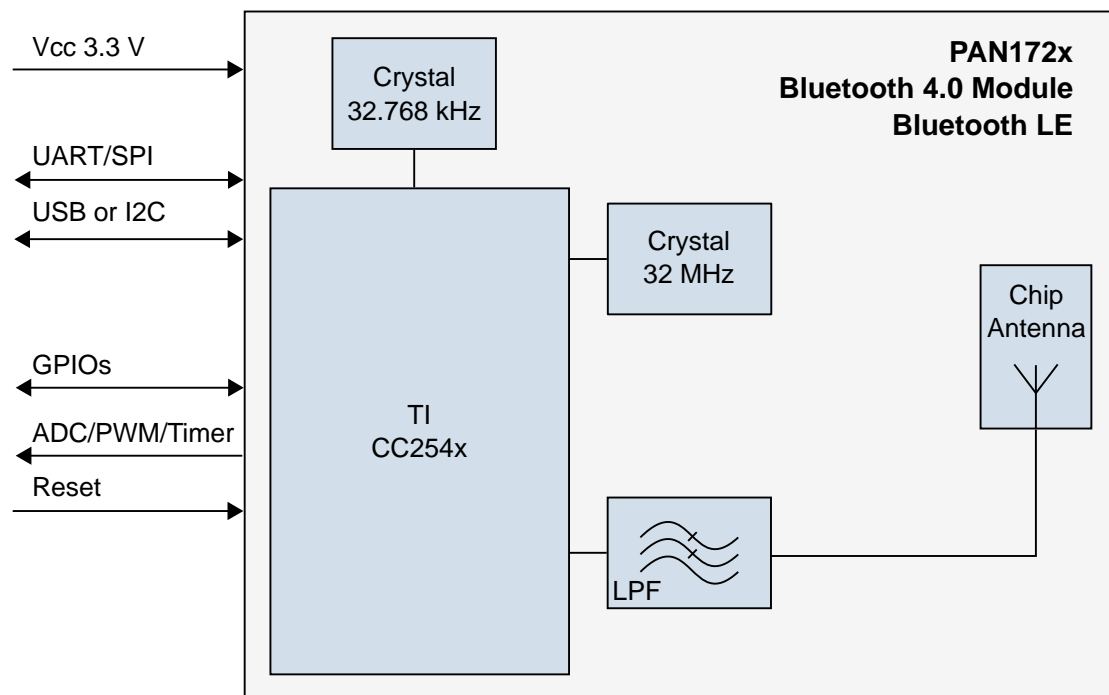 Vcc 3.3 V
UART/SPI
USB or I2C
GPIOs
ADC/PWM/Timer
Reset
Crystal
32.768 kHz
PAN172x
Bluetooth 4.0 Module
Bluetooth LE
Crystal
32 MHz
Chip
Antenna
TI
CC254x
LPF